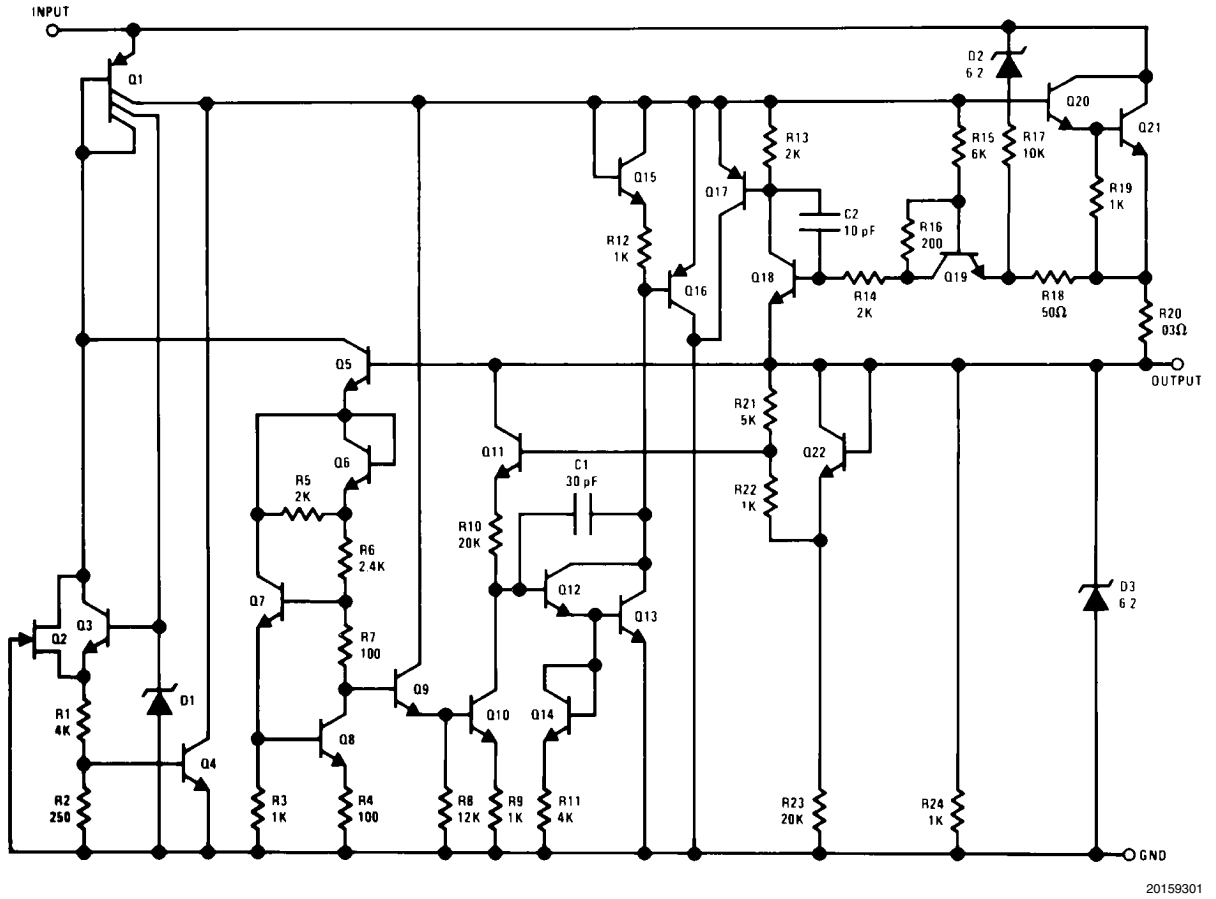 INPUT
Q1
D2
6 2
Q20
Q21
R13
2K
R15
6K
R17
10K
Q15
Q17
R19
1K
C2
10 pF
R12
1K
R16
200
Q16
Q18
Q19
R14
2K
R18
50Ω
R20
03Ω
Q5
OUTPUT
R21
5K
Q6
Q11
C1
30 pF
Q22
R5
2K
R22
1K
R10
20K
R6
2.4K
Q7
Q12
Q13
D3
6 2
Q2
Q3
R7
100
D1
Q9
R1
4K
Q10
Q14
Q8
Q4
R2
250
R3
1K
R4
100
R8
12K
R9
1K
R11
4K
R23
20K
R24
1K
GND
20159301